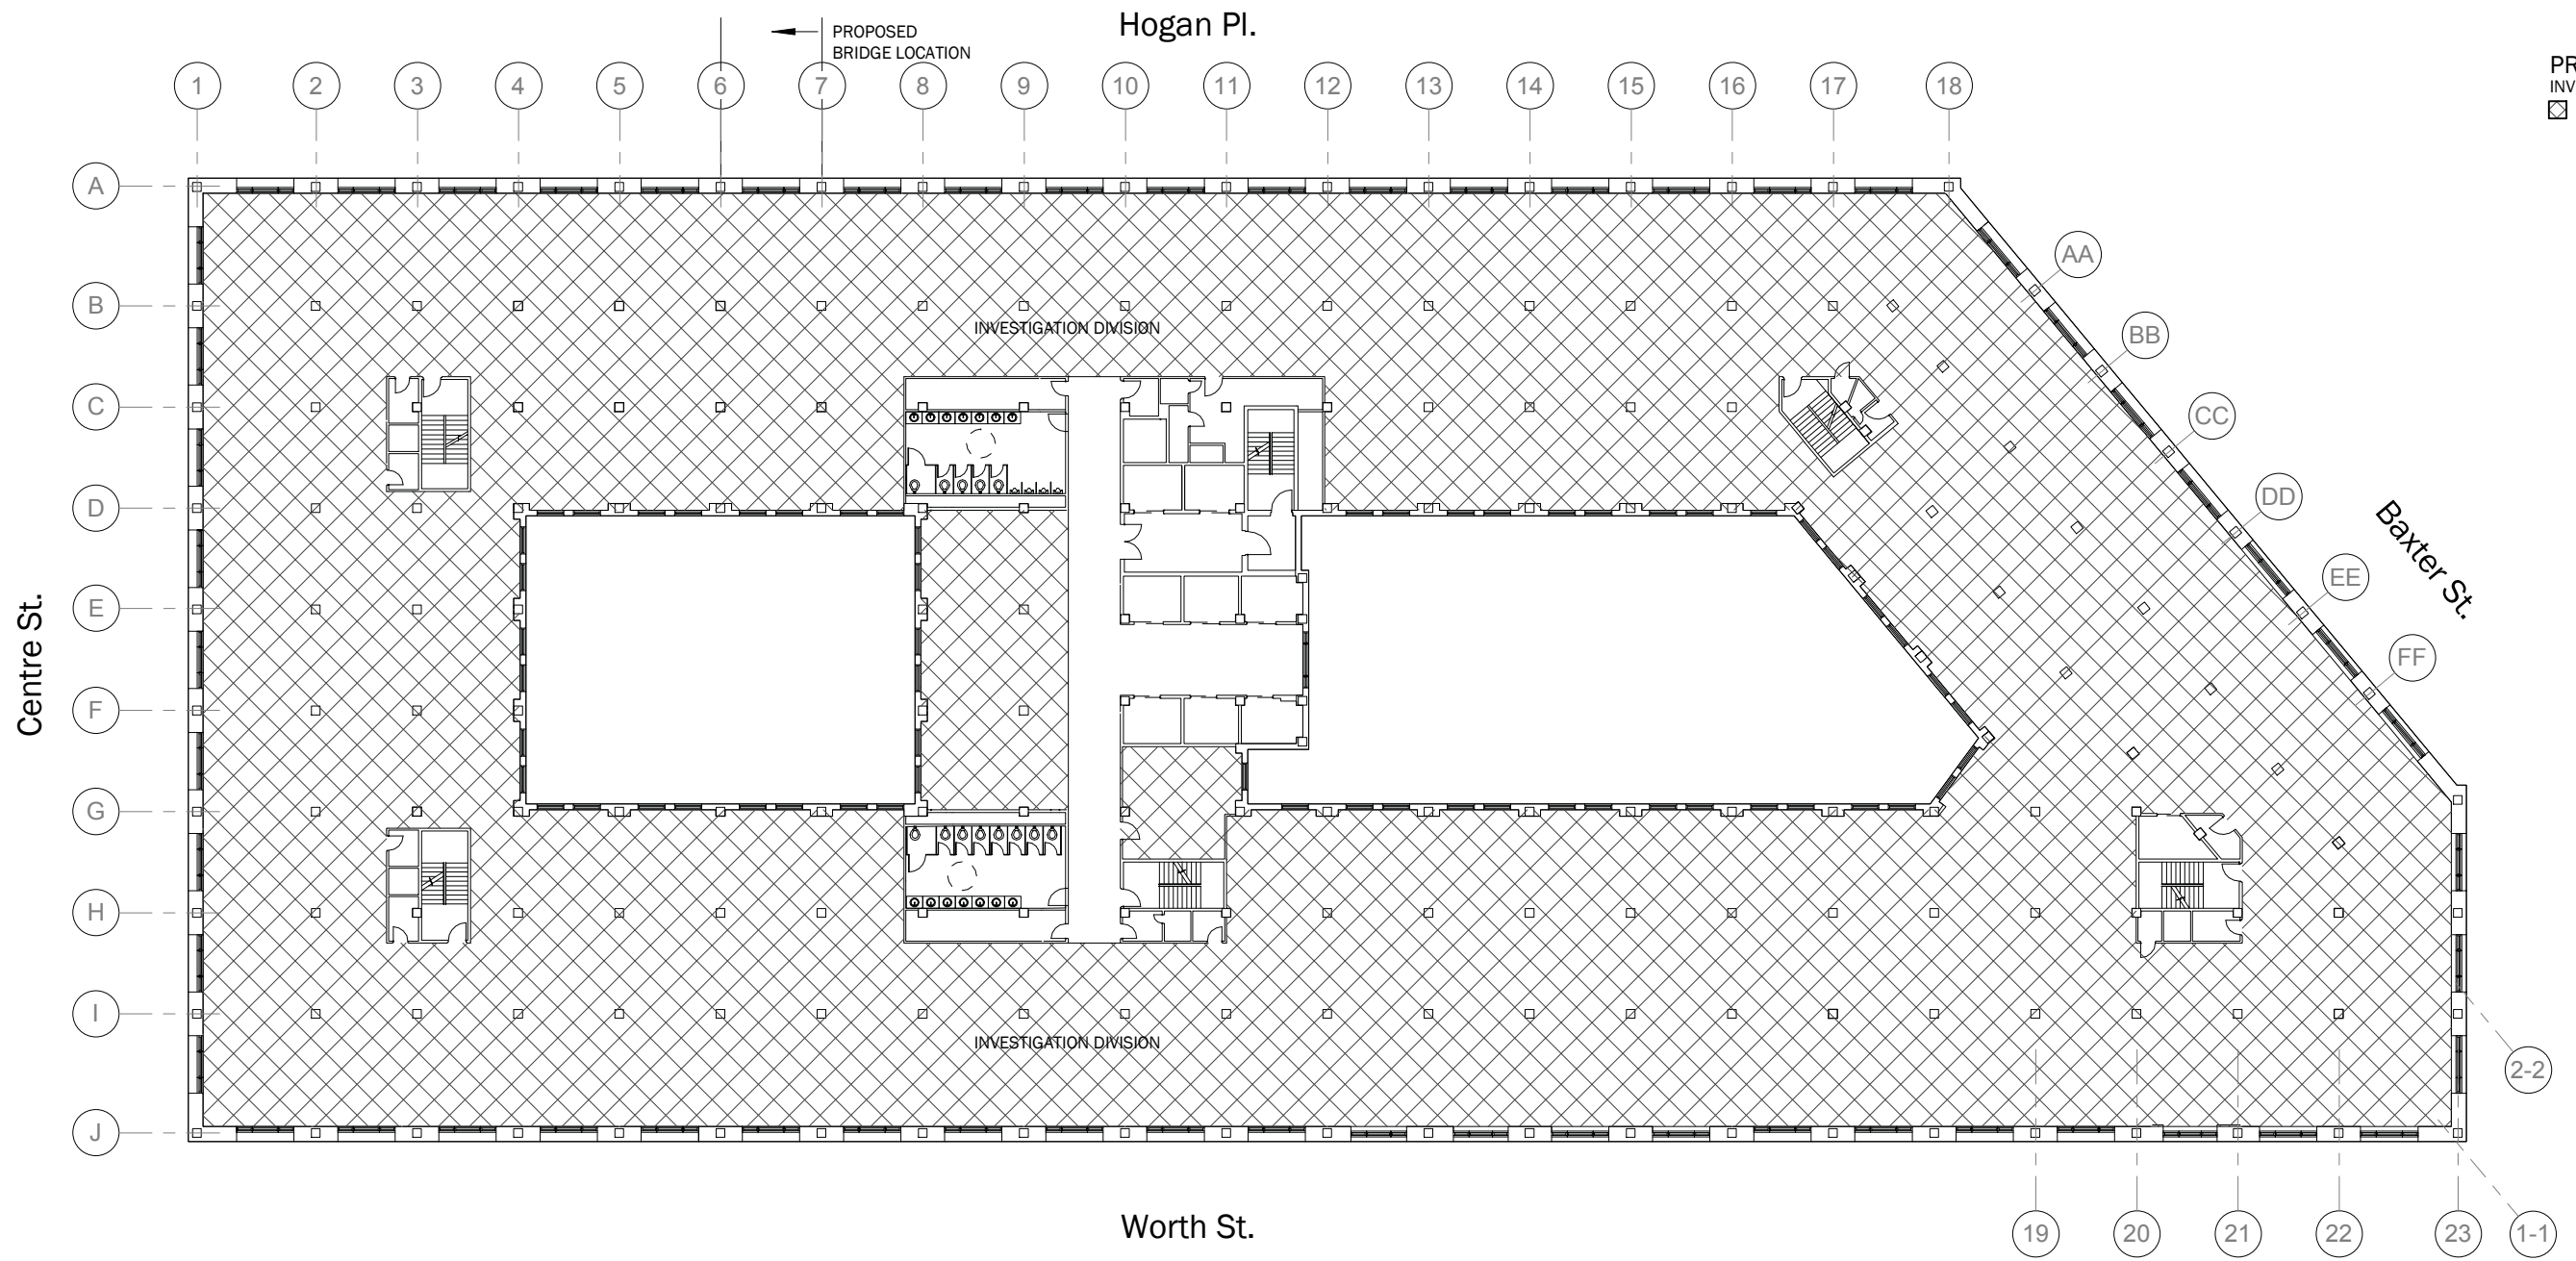 Hogan Pl.
PROPOSED
BRIDGE LOCATION
PR
INV
1 2 3 4 5 6 7 8 9 10 11 12 13 14 15 16 17 18
A
AA
B
INVESTIGATION DIVISION
BB
C
CC
D
DD
Baxter St.
E
EE
Centre St.
FF
F
G
H
I
INVESTIGATION DIVISION
2-2
J
Worth St.
19 20 21 22 23 1-1